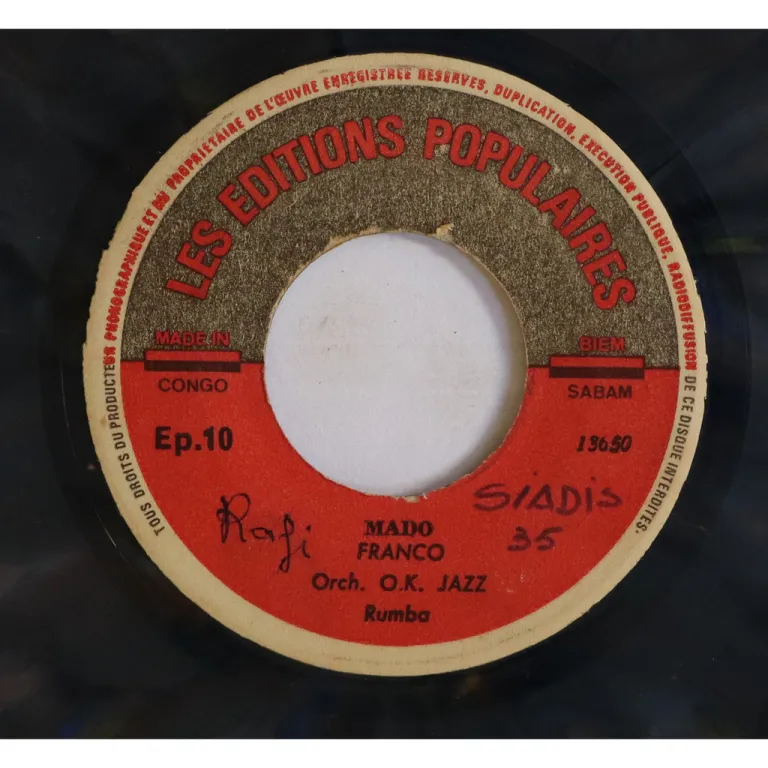 TOUS DROITS DU PRODUCTEUR PHONOGRAPHIQUE ET DU PROPRIETAIRE DE L'ŒUVRE ENREGISTREE RESERVES, DUPLICATION, EXECUTION PUBLIQUE, RADIODIFFUSION DE CE DISQUE INTERDITES.
LES EDITIONS POPULAIRES
MADE IN
CONGO
BIEM
SABAM
Ep.10
13650
Rafi
S/ADIS
35
MADO
FRANCO
Orch. O.K. JAZZ
Rumba